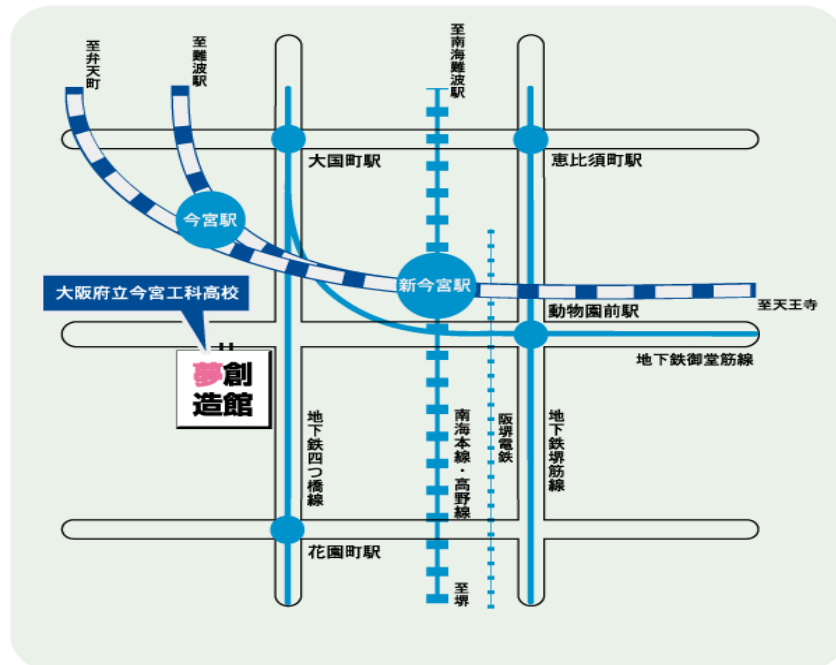 至弁天町
至難波駅
至南海難波駅
大国町駅
恵比須町駅
今宮駅
新今宮駅
大阪府立今宮工科高校
至天王寺
動物園前駅
地下鉄御堂筋線
夢創
造館
地下鉄四つ橋線
南海本線・高野線
阪堺電鉄
地下鉄堺筋線
花園町駅
至堺